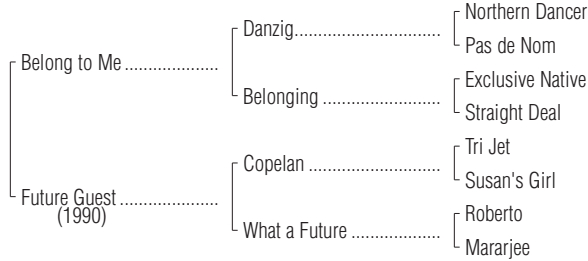 Northern Dancer
Danzig........................................
Pas de Nom
Belong to Me .........................
Exclusive Native
Belonging ................................
Straight Deal
Tri Jet
Copelan ....................................
Susan's Girl
Future Guest ..........................
(1990)
Roberto
What a Future ........................
Mararjee